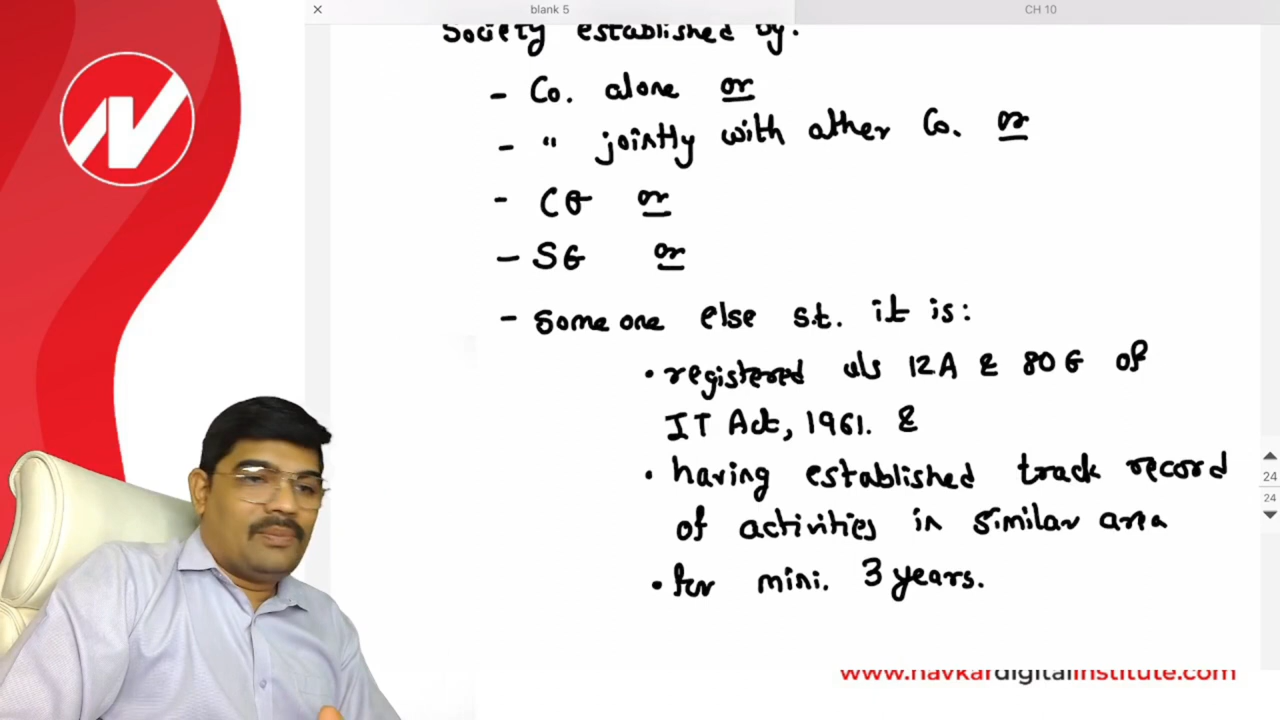 blank 5
CH 10
Society established by:
- Co. alone or
- " jointly with other Co. or
- CG or
- SG or
- Someone else s.t. it is:
• registered u/s 12A & 80G of
IT Act, 1961. &
• having established track record
of activities in similar area
• for mini. 3 years.
24
24
www.navkardigitalinstitute.com